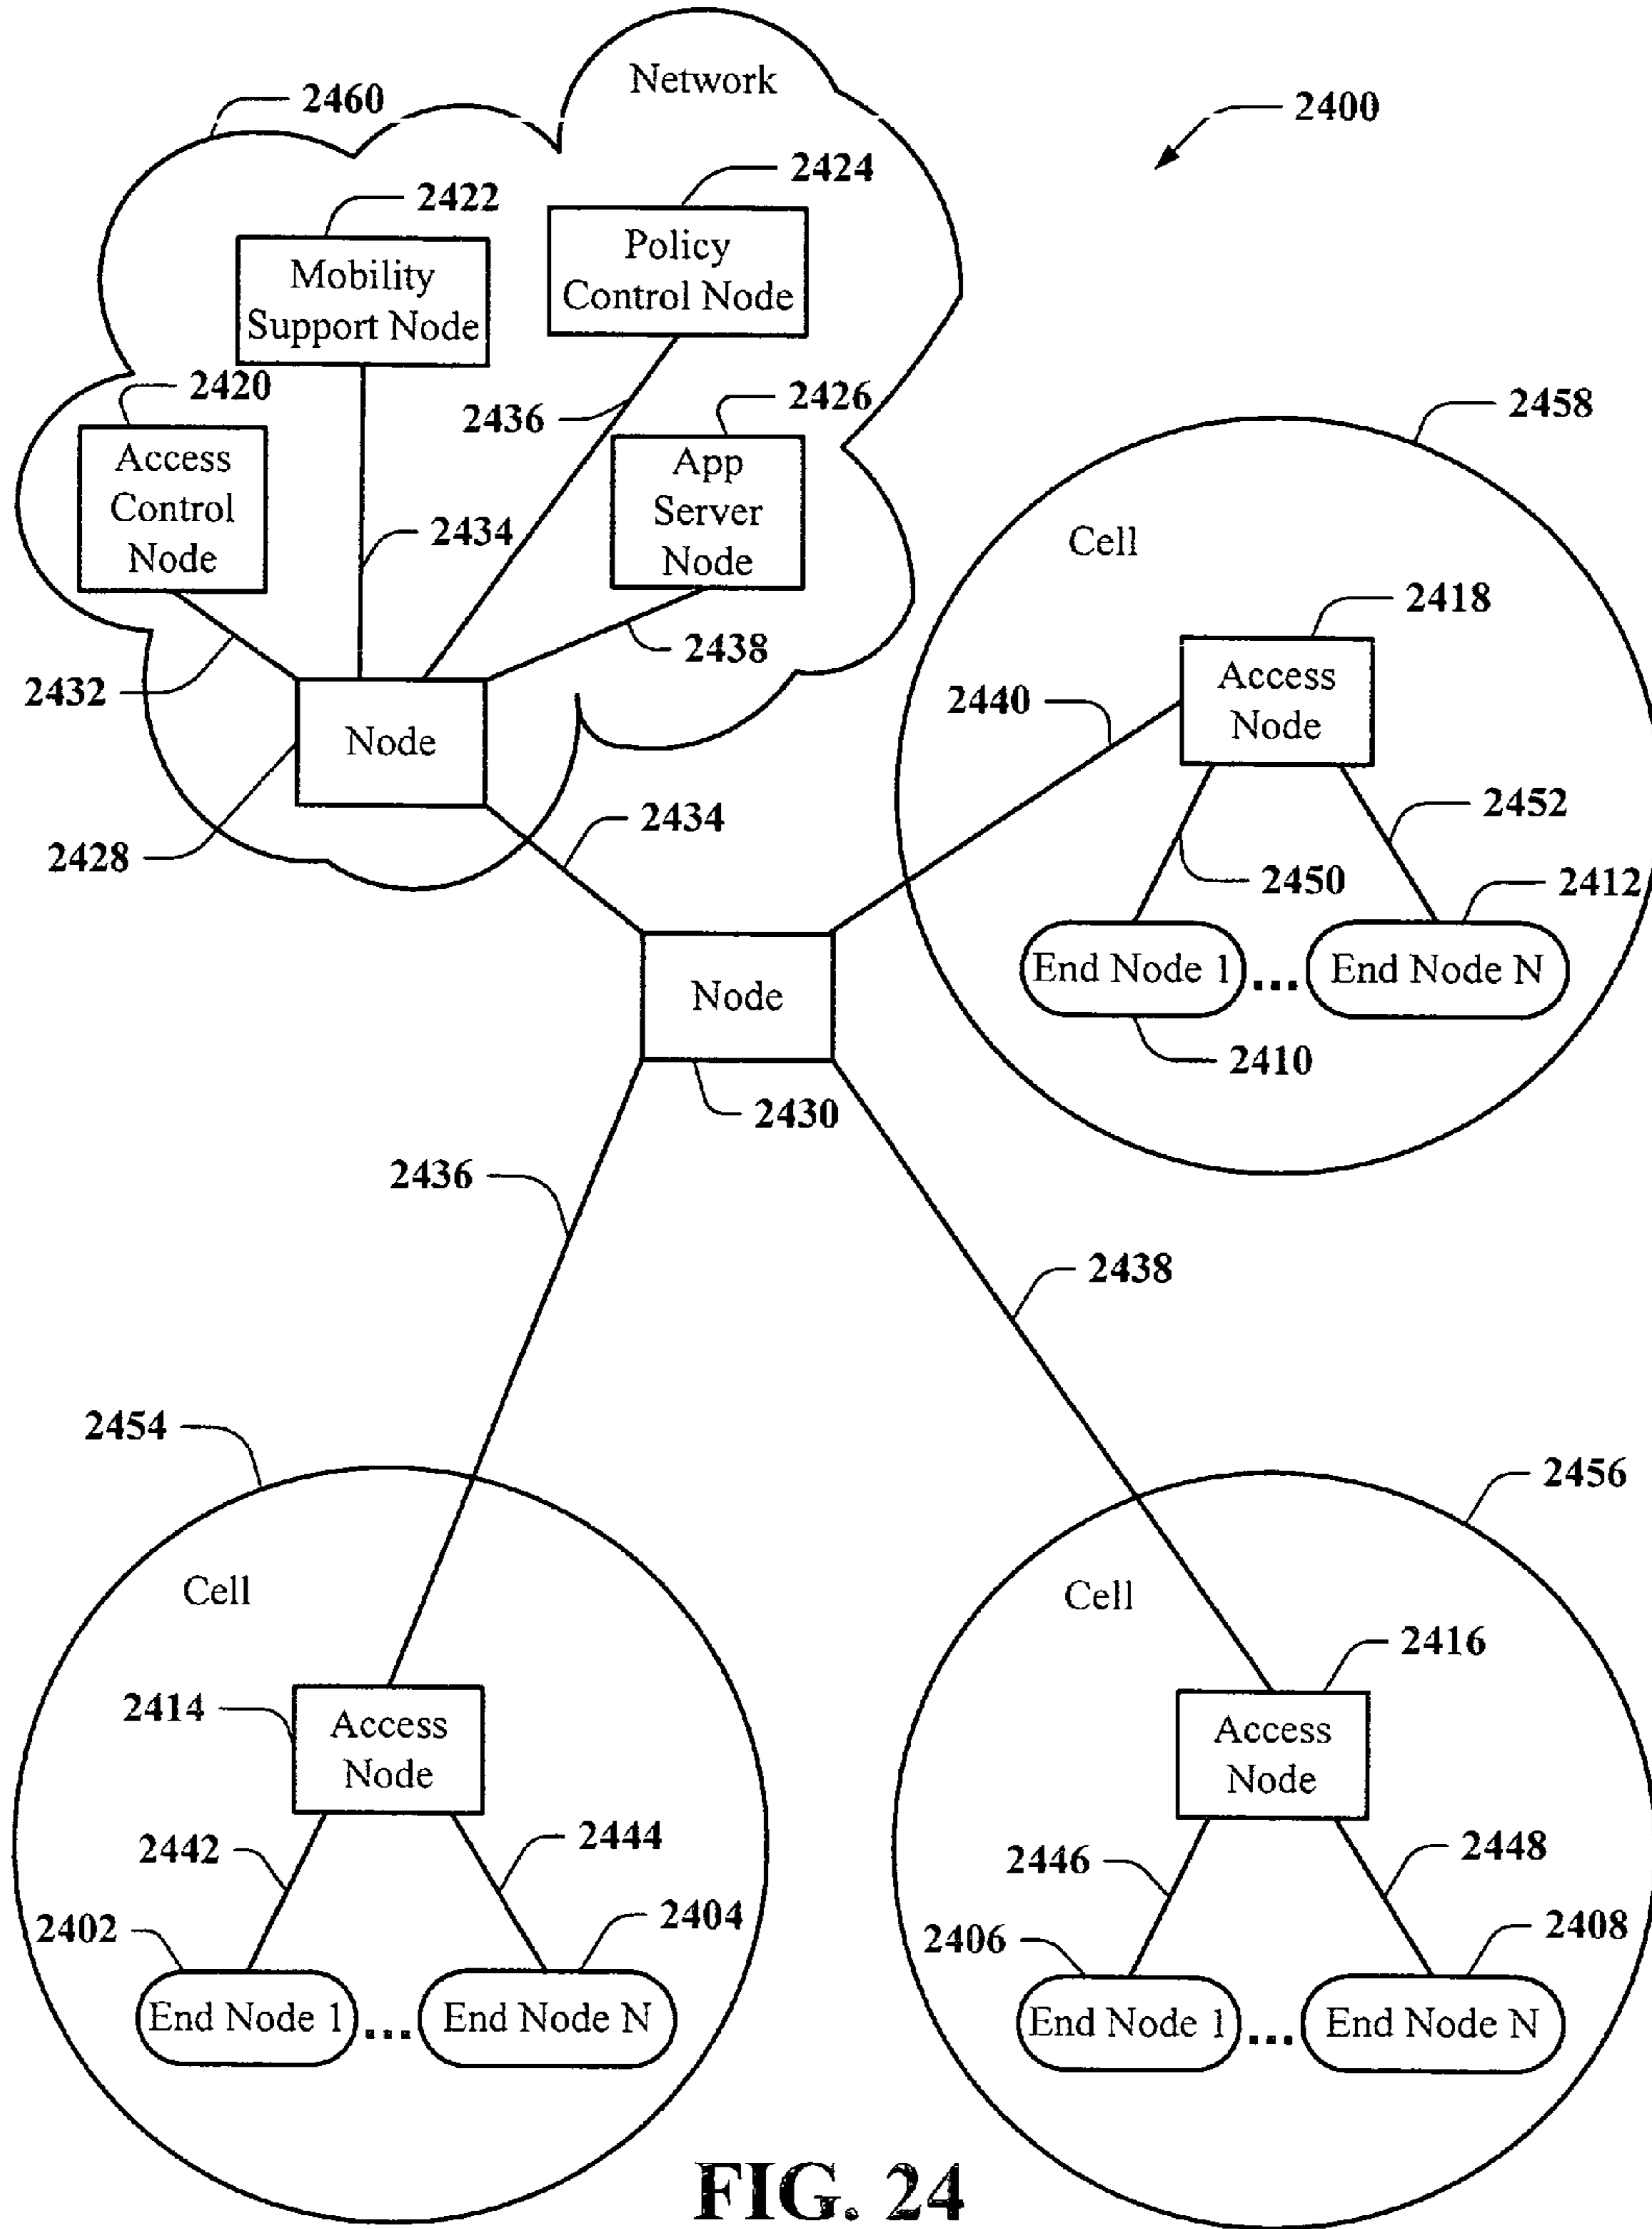 Network
2460
2400
2424
2422
Policy
Control Node
Mobility
Support Node
2420
2426
2436
2458
Access
Control
Node
App
Server
Node
2434
Cell
2418
2438
2432
Access
Node
2440
Node
2434
2452
2428
2450
2412
End Node 1
...
End Node N
Node
2410
2430
2436
2438
2454
2456
Cell
Cell
2416
2414
Access
Node
Access
Node
2442
2444
2446
2448
2402
2404
2406
2408
End Node 1
...
End Node N
End Node 1
...
End Node N
FIG. 24